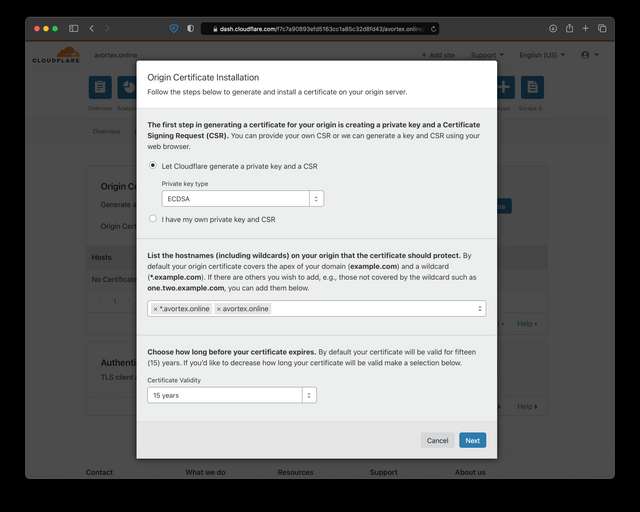 dash.cloudflare.com/f7c7a90893efd5163cc1a85c32d8fd43/avortex.online
CLOUDFLARE
avortex.online
+ Add site
Support
English (US)
Overview
Overview
Origin Certificate Installation
Follow the steps below to generate and install a certificate on your origin server.
The first step in generating a certificate for your origin is creating a private key and a Certificate
Signing Request (CSR). You can provide your own CSR or we can generate a key and CSR using your
web browser.
Let Cloudflare generate a private key and a CSR
Private key type
ECDSA
I have my own private key and CSR
List the hostnames (including wildcards) on your origin that the certificate should protect. By
default your origin certificate covers the apex of your domain (example.com) and a wildcard
(*.example.com). If there are others you wish to add, e.g., those not covered by the wildcard such as
one.two.example.com, you can add them below.
× *.avortex.online × avortex.online
Choose how long before your certificate expires. By default your certificate will be valid for fifteen
(15) years. If you'd like to decrease how long your certificate will be valid make a selection below.
Certificate Validity
15 years
Cancel
Next
Origin C
Generate a
Origin Cert
Hosts
No Certificate
1
Help
Authenti
TLS client
Help
Contact
What we do
Resources
Support
About us